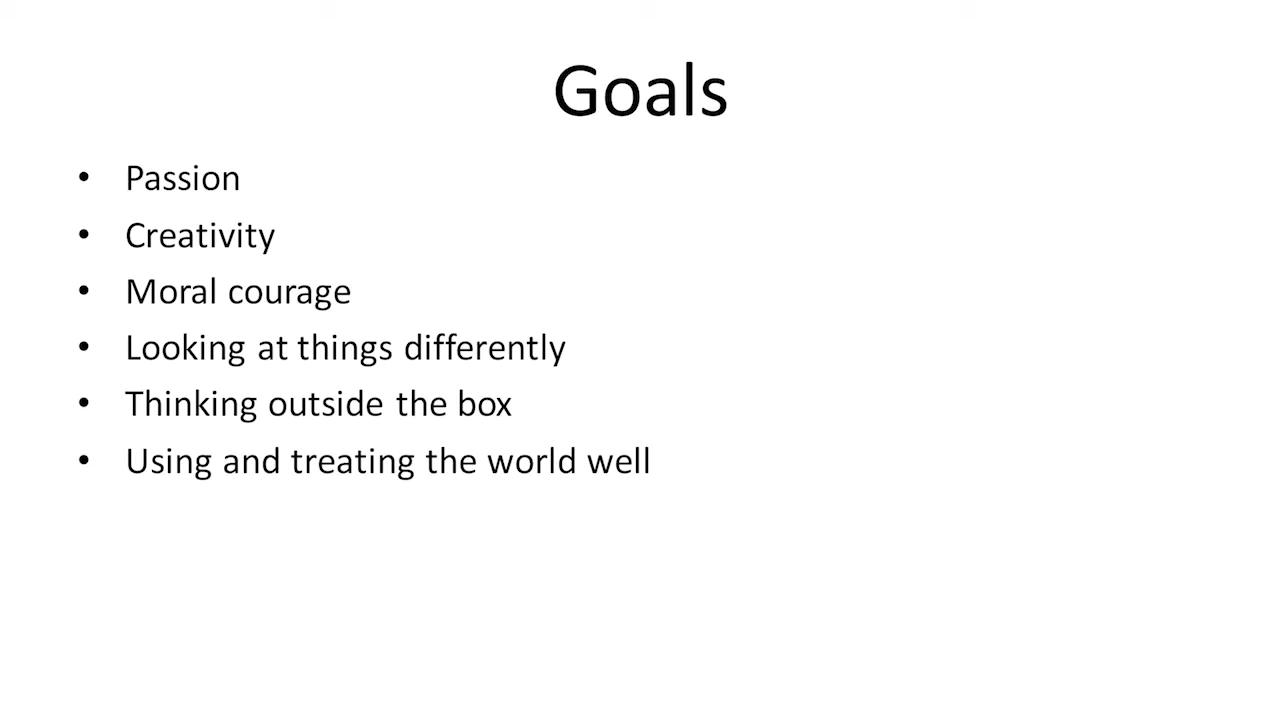 Goals
• Passion
• Creativity
• Moral courage
• Looking at things differently
• Thinking outside the box
• Using and treating the world well